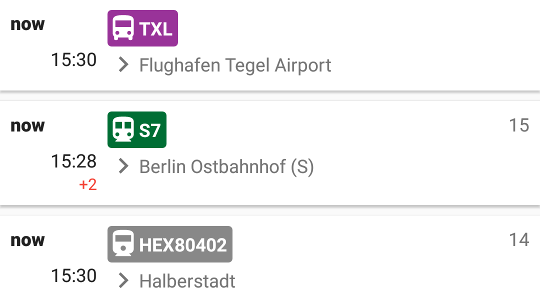 now TXL
15:30 Flughafen Tegel Airport
now S7 15
15:28 Berlin Ostbahnhof (S)
+2
now HEX80402 14
15:30 Halberstadt